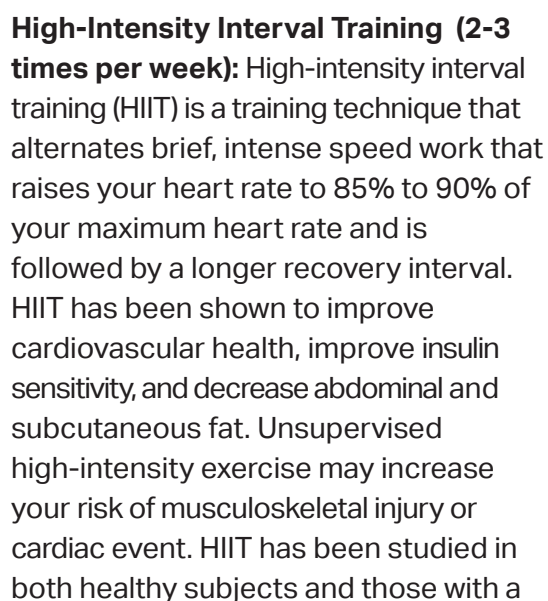 High-Intensity Interval Training  (2-3
times per week): High-intensity interval
training (HIIT) is a training technique that
alternates brief, intense speed work that
raises your heart rate to 85% to 90% of
your maximum heart rate and is
followed by a longer recovery interval.
HIIT has been shown to improve
cardiovascular health, improve insulin
sensitivity, and decrease abdominal and
subcutaneous fat. Unsupervised
high-intensity exercise may increase
your risk of musculoskeletal injury or
cardiac event. HIIT has been studied in
both healthy subjects and those with a